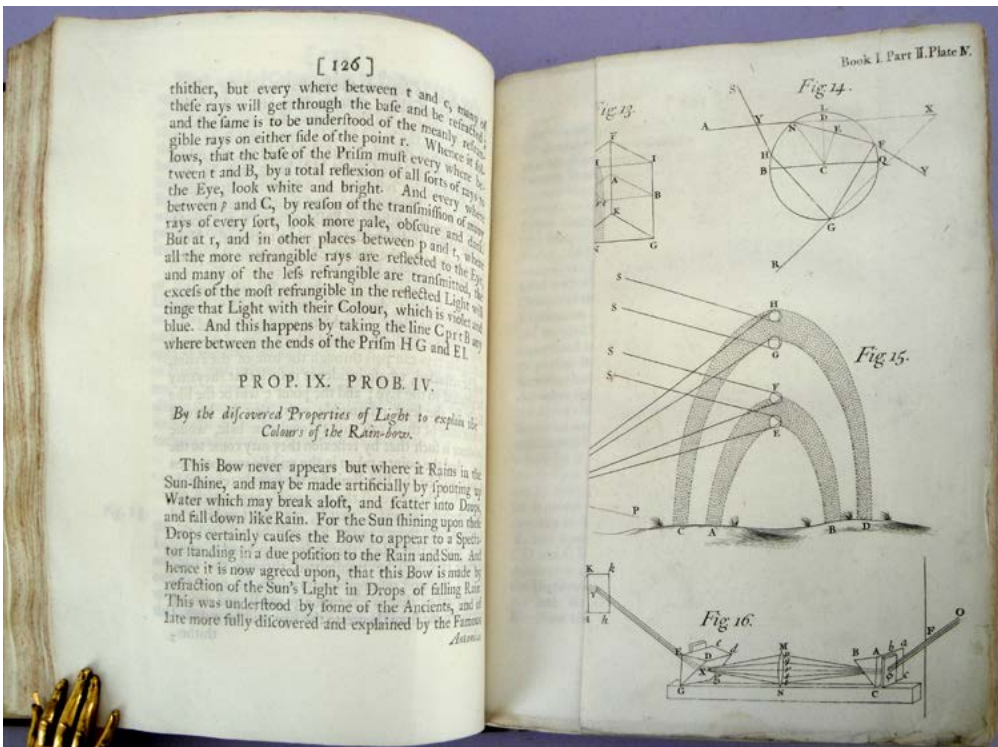 [ 126 ]
thither, but every where between t and c, many of
theſe rays will get through the baſe and be refracted;
and the ſame is to be underſtood of the meanly refran-
gible rays on either ſide of the point r. Whence it fol-
lows, that the baſe of the Priſm muſt every where be-
tween t and B, by a total reflexion of all ſorts of rays to
the Eye, look white and bright. And every where
between p and C, by reaſon of the tranſmiſſion of many
rays of every ſort, look more pale, obſcure and dark.
But at r, and in other places between p and t, where
all the more refrangible rays are reflected to the Eye,
and many of the leſs refrangible are tranſmitted, the
exceſs of the moſt refrangible in the reflected Light will
tinge that Light with their Colour, which is violet and
blue. And this happens by taking the line C p r t B any
where between the ends of the Priſm H G and E I.
PROP. IX. PROB. IV.
By the diſcovered Properties of Light to explain the
Colours of the Rain-bow.
This Bow never appears but where it Rains in the
Sun-ſhine, and may be made artificially by ſpouting up
Water which may break aloft, and ſcatter into Drops,
and fall down like Rain. For the Sun ſhining upon theſe
Drops certainly cauſes the Bow to appear to a Specta-
tor ſtanding in a due poſition to the Rain and Sun. And
hence it is now agreed upon, that this Bow is made by
refraction of the Sun's Light in Drops of falling Rain.
This was underſtood by ſome of the Ancients, and of
late more fully diſcovered and explained by the Famous
Antonius
Book I. Part II. Plate IV.
Fig. 14.
S
L
D
X
A
Y
N
E
F
H
Q
B
C
Y
G
R
ig. 13.
F
I
A
B
K
G
S
S
H
G
Fig. 15.
S
S
F
E
P
C
A
B
D
K k
i h
Fig. 16.
O
F
E
D
d
M
B
A
b
a
X
G
N
C
c